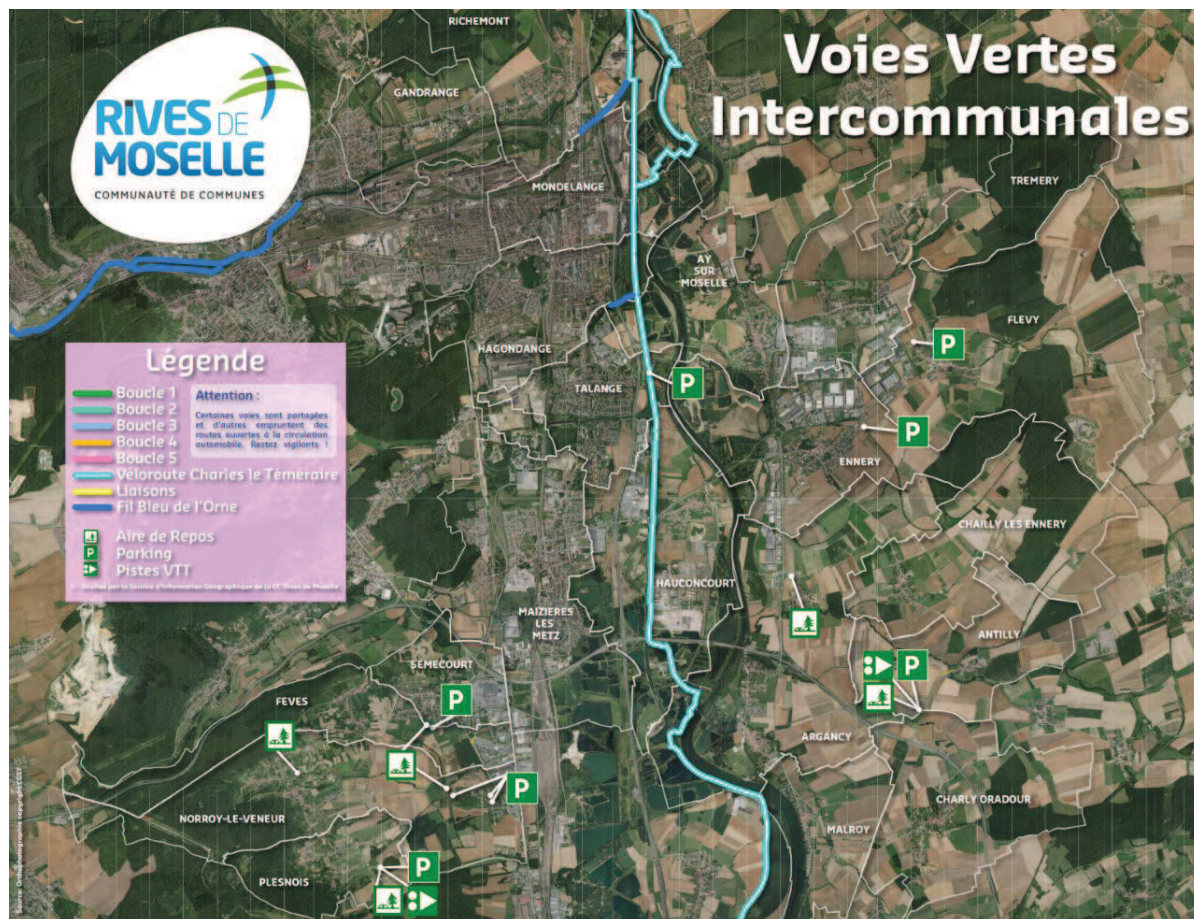 RICHEMONT
Voies Vertes
Intercommunales
RIVES DE
MOSELLE
COMMUNAUTÉ DE COMMUNES
GANDRANGE
MONDELANGE
TREMERY
AY
SUR
MOSELLE
FLEVY
HAGONDANGE
TALANGE
P
P
P
ENNERY
CHAILLY LES ENNERY
Légende
Boucle 1
Boucle 2
Boucle 3
Boucle 4
Boucle 5
Véloroute Charles le Téméraire
Liaisons
Fil Bleu de l'Orne
Attention :
Certaines voies sont partagées
et d'autres empruntent des
routes ouvertes à la circulation
automobile. Restez vigilants !
Aire de Repos
P Parking
Pistes VTT
Réalisé par le Service d'Information Géographique de la CC Rives de Moselle
HAUCONCOURT
MAIZIERES
LES
METZ
ANTILLY
SEMECOURT
P
P
FEVES
ARGANCY
P
NORROY-LE-VENEUR
CHARLY ORADOUR
MALROY
PLESNOIS
P